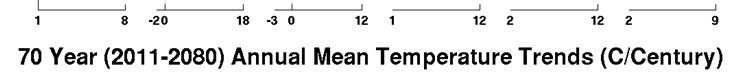 1 8 -20 18 -3 0 12 1 12 2 12 2 9
70 Year (2011-2080) Annual Mean Temperature Trends (C/Century)